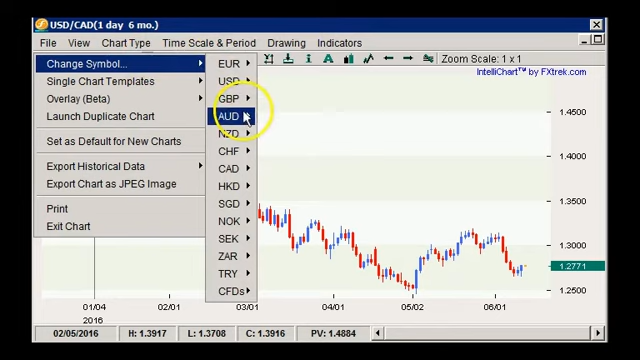 USD/CAD(1 day 6 mo.)
File View Chart Type Time Scale & Period Drawing Indicators
Change Symbol...
Single Chart Templates
Overlay (Beta)
Launch Duplicate Chart
Set as Default for New Charts
Export Historical Data
Export Chart as JPEG Image
Print
Exit Chart
EUR
USD
GBP
AUD
NZD
CHF
CAD
HKD
SGD
NOK
SEK
ZAR
TRY
CFDs
Zoom Scale: 1 x 1
IntelliChart™ by FXtrek.com
1.4500
1.4000
1.3500
1.3000
1.2771
1.2500
01/04 02/01 03/01 04/01 05/02 06/01
2016
02/05/2016 H: 1.3917 L: 1.3708 C: 1.3916 PV: 1.4884